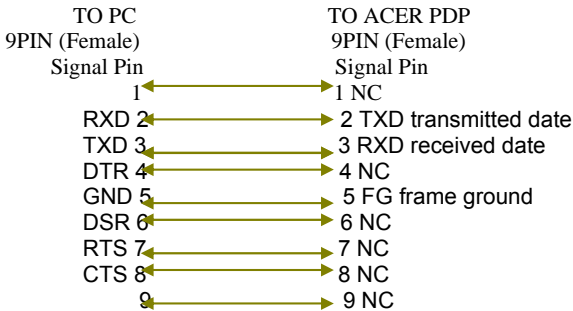 TO PC TO ACER PDP
9PIN (Female) 9PIN (Female)
Signal Pin Signal Pin
1 1 NC
RXD 2 2 TXD transmitted date
TXD 3 3 RXD received date
DTR 4 4 NC
GND 5 5 FG frame ground
DSR 6 6 NC
RTS 7 7 NC
CTS 8 8 NC
9 9 NC